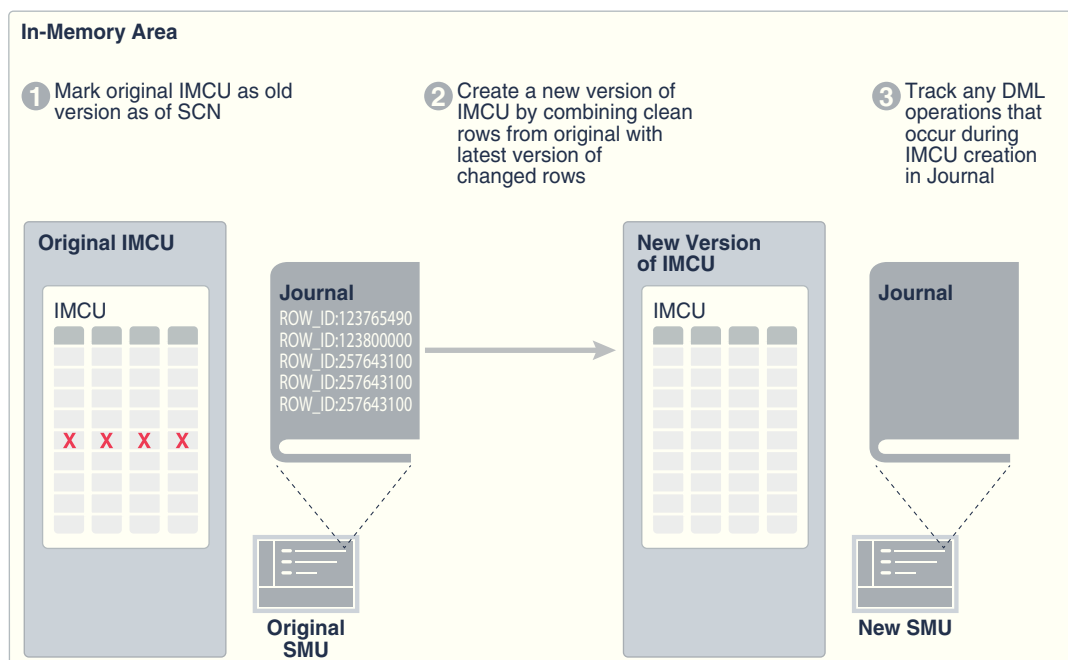 In-Memory Area
1 Mark original IMCU as old
version as of SCN
2 Create a new version of
IMCU by combining clean
rows from original with
latest version of
changed rows
3 Track any DML
operations that
occur during
IMCU creation
in Journal
Original IMCU
IMCU
X X X X
Journal
ROW_ID:123765490
ROW_ID:123800000
ROW_ID:257643100
ROW_ID:257643100
ROW_ID:257643100
Original
SMU
New Version
of IMCU
IMCU
Journal
New SMU